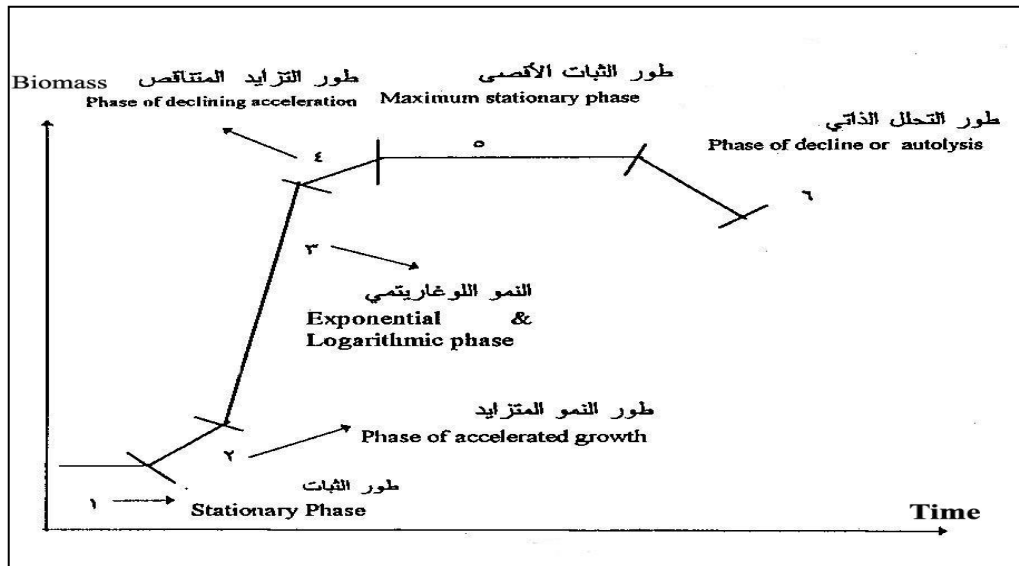 Biomass
طور التزايد المتناقص
Phase of declining acceleration
طور الثبات الأقصى
Maximum stationary phase
طور التحلل الذاتي
Phase of decline or autolysis
٤
٥
٦
٣
النمو اللوغاريتمي
Exponential &
Logarithmic phase
طور النمو المتزايد
٢
Phase of accelerated growth
طور الثبات
١
Stationary Phase
Time